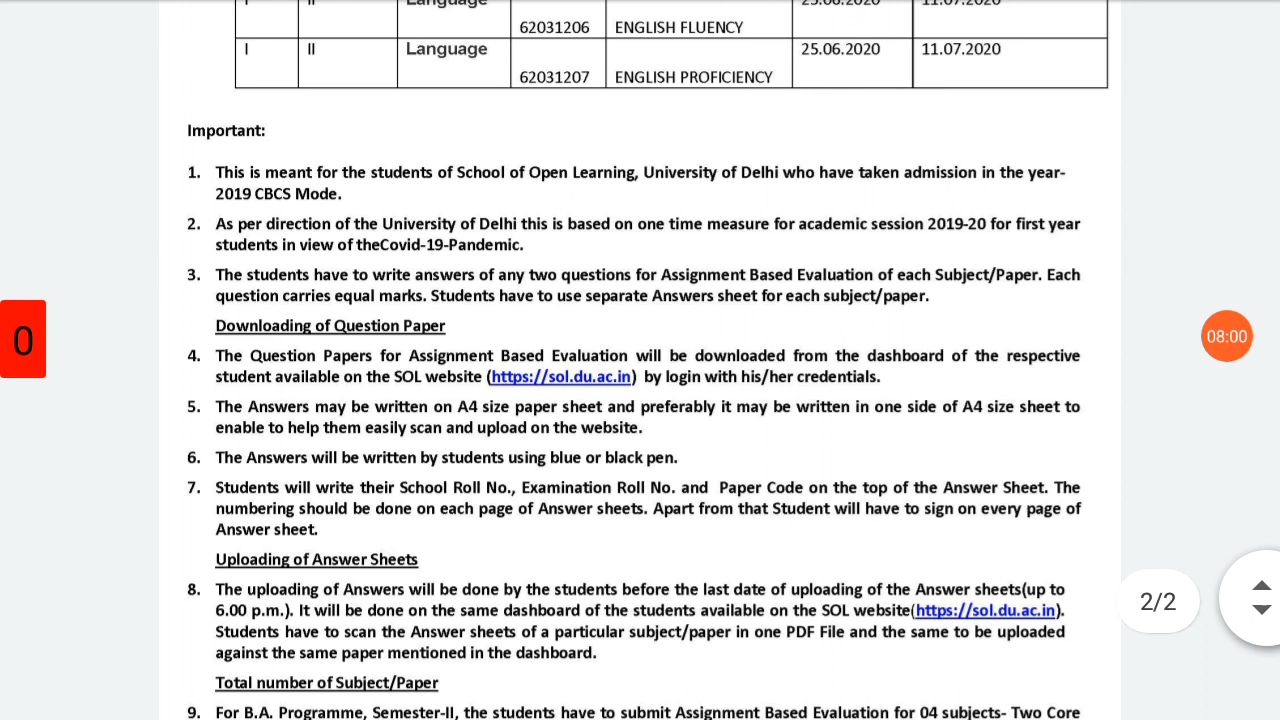 I II Language 25.06.2020 11.07.2020
62031206 ENGLISH FLUENCY
I II Language 25.06.2020 11.07.2020
62031207 ENGLISH PROFICIENCY
Important:
1. This is meant for the students of School of Open Learning, University of Delhi who have taken admission in the year-
2019 CBCS Mode.
2. As per direction of the University of Delhi this is based on one time measure for academic session 2019-20 for first year
students in view of theCovid-19-Pandemic.
3. The students have to write answers of any two questions for Assignment Based Evaluation of each Subject/Paper. Each
question carries equal marks. Students have to use separate Answers sheet for each subject/paper.
Downloading of Question Paper
4. The Question Papers for Assignment Based Evaluation will be downloaded from the dashboard of the respective
student available on the SOL website (https://sol.du.ac.in) by login with his/her credentials.
5. The Answers may be written on A4 size paper sheet and preferably it may be written in one side of A4 size sheet to
enable to help them easily scan and upload on the website.
6. The Answers will be written by students using blue or black pen.
7. Students will write their School Roll No., Examination Roll No. and Paper Code on the top of the Answer Sheet. The
numbering should be done on each page of Answer sheets. Apart from that Student will have to sign on every page of
Answer sheet.
Uploading of Answer Sheets
8. The uploading of Answers will be done by the students before the last date of uploading of the Answer sheets(up to
6.00 p.m.). It will be done on the same dashboard of the students available on the SOL website(https://sol.du.ac.in).
Students have to scan the Answer sheets of a particular subject/paper in one PDF File and the same to be uploaded
against the same paper mentioned in the dashboard.
Total number of Subject/Paper
9. For B.A. Programme, Semester-II, the students have to submit Assignment Based Evaluation for 04 subjects- Two Core
0
08:00
2/2